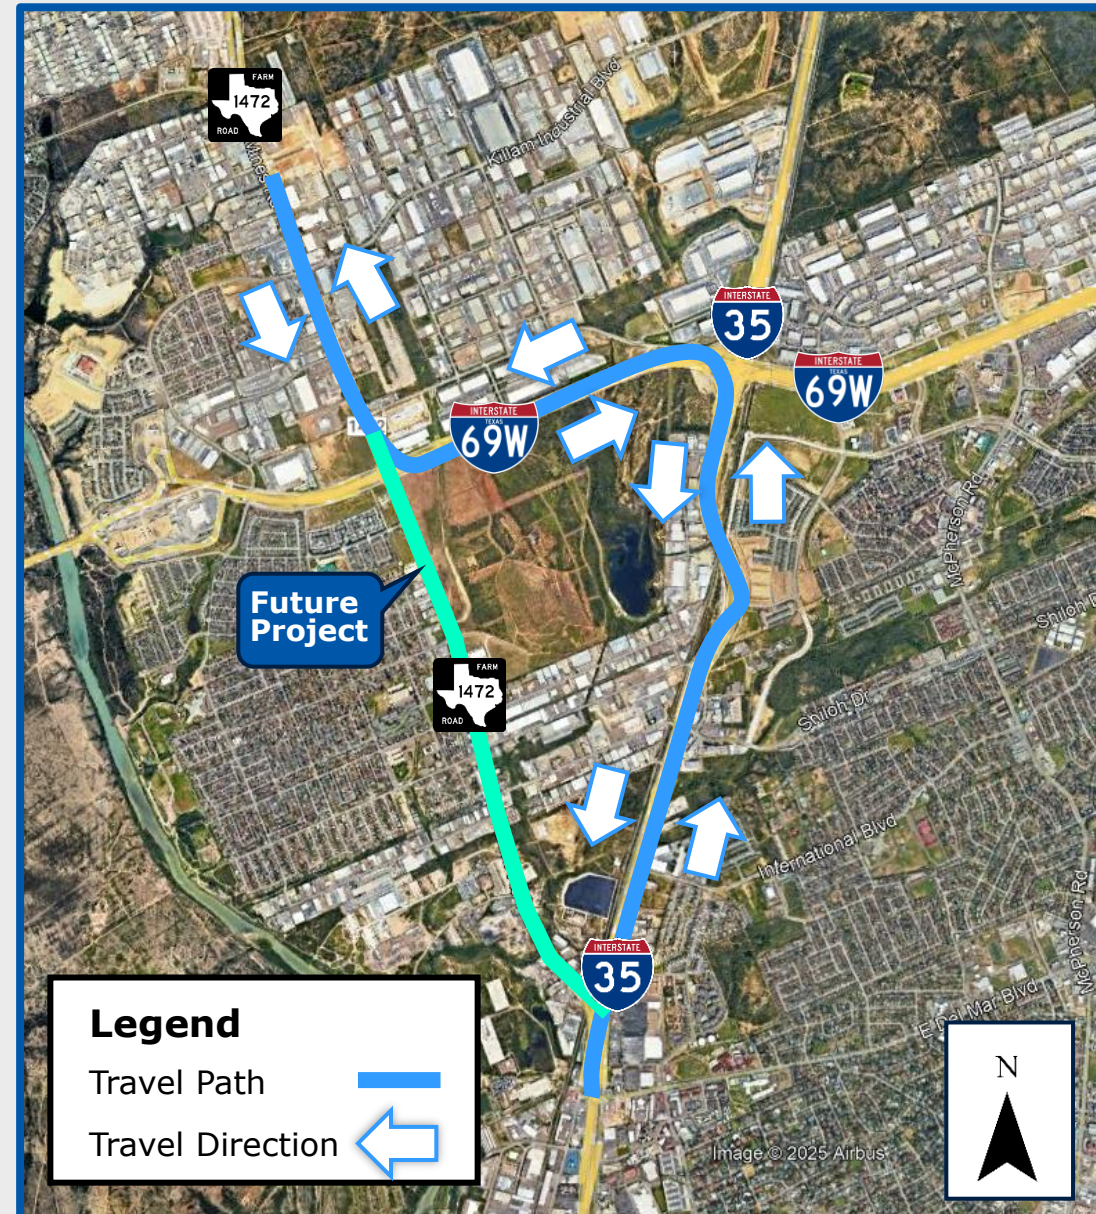 FARM
1472
ROAD
Mines
Killam Industrial Blvd
INTERSTATE
35
INTERSTATE
TEXAS
69W
INTERSTATE
TEXAS
69W
McPherson Rd
Future
Project
Shiloh
FARM
1472
ROAD
Shiloh Dr
International Blvd
McPherson Rd
INTERSTATE
35
E Del Mar Blvd
Legend
Travel Path
Travel Direction
N
Image © 2025 Airbus